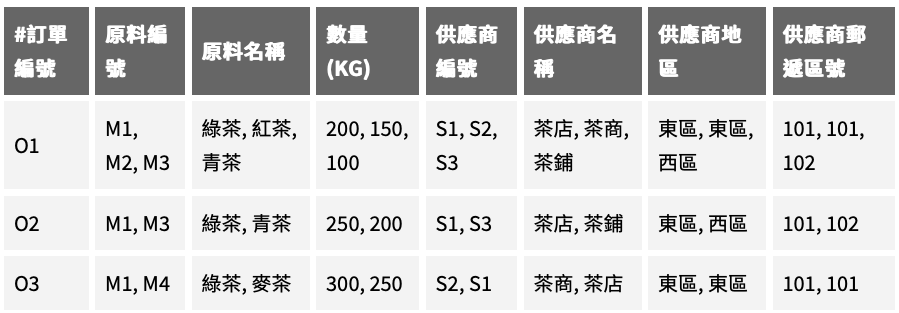 #訂單編號 原料編號 原料名稱 數量(KG) 供應商編號 供應商名稱 供應商地區 供應商郵遞區號
O1 M1, M2, M3 綠茶, 紅茶, 青茶 200, 150, 100 S1, S2, S3 茶店, 茶商, 茶鋪 東區, 東區, 西區 101, 101, 102
O2 M1, M3 綠茶, 青茶 250, 200 S1, S3 茶店, 茶鋪 東區, 西區 101, 102
O3 M1, M4 綠茶, 麥茶 300, 250 S2, S1 茶商, 茶店 東區, 東區 101, 101